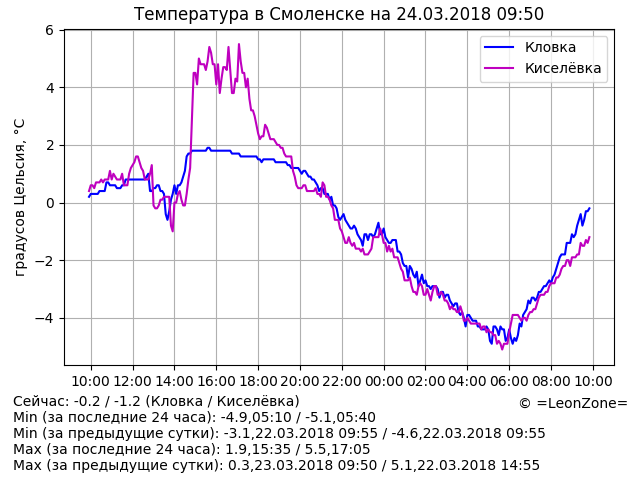 Температура в Смоленске на 24.03.2018 09:50
градусов Цельсия, °C
6
4
2
0
−2
−4
Кловка
Киселёвка
10:00 12:00 14:00 16:00 18:00 20:00 22:00 00:00 02:00 04:00 06:00 08:00 10:00
Сейчас: -0.2 / -1.2 (Кловка / Киселёвка)
© =LeonZone=
Min (за последние 24 часа): -4.9,05:10 / -5.1,05:40
Min (за предыдущие сутки): -3.1,22.03.2018 09:55 / -4.6,22.03.2018 09:55
Max (за последние 24 часа): 1.9,15:35 / 5.5,17:05
Max (за предыдущие сутки): 0.3,23.03.2018 09:50 / 5.1,22.03.2018 14:55